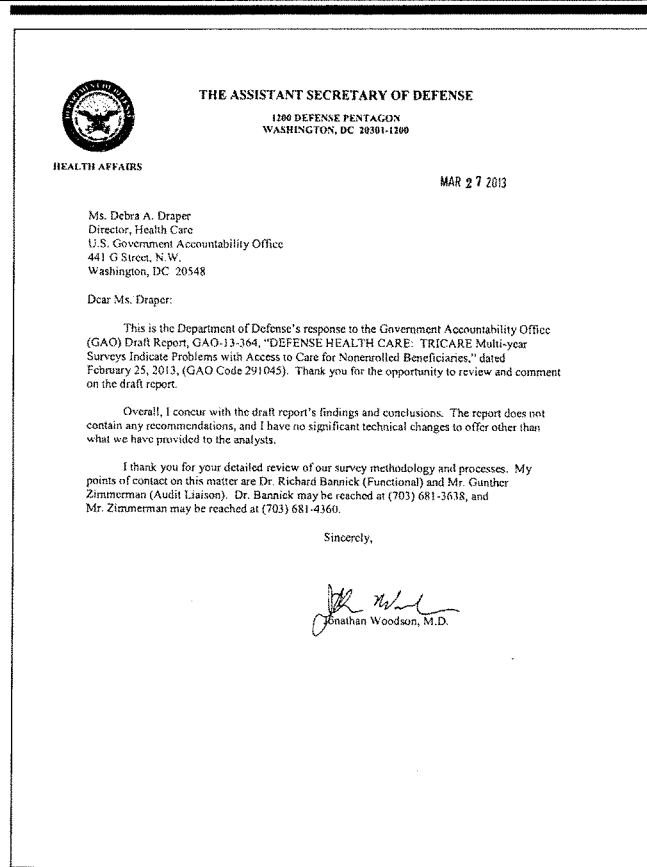 THE ASSISTANT SECRETARY OF DEFENSE
1200 DEFENSE PENTAGON
WASHINGTON, DC 20301-1200
HEALTH AFFAIRS
MAR 27 2013
Ms. Debra A. Draper
Director, Health Care
U.S. Government Accountability Office
441 G Street, N.W.
Washington, DC 20548
Dear Ms. Draper:
This is the Department of Defense's response to the Government Accountability Office
(GAO) Draft Report, GAO-13-364, "DEFENSE HEALTH CARE: TRICARE Multi-year
Surveys Indicate Problems with Access to Care for Nonenrolled Beneficiaries," dated
February 25, 2013, (GAO Code 291045). Thank you for the opportunity to review and comment
on the draft report.
Overall, I concur with the draft report's findings and conclusions. The report does not
contain any recommendations, and I have no significant technical changes to offer other than
what we have provided to the analysts.
I thank you for your detailed review of our survey methodology and processes. My
points of contact on this matter are Dr. Richard Bannick (Functional) and Mr. Gunther
Zimmerman (Audit Liaison). Dr. Bannick may be reached at (703) 681-3638, and
Mr. Zimmerman may be reached at (703) 681-4360.
Sincerely,
Jonathan Woodson, M.D.